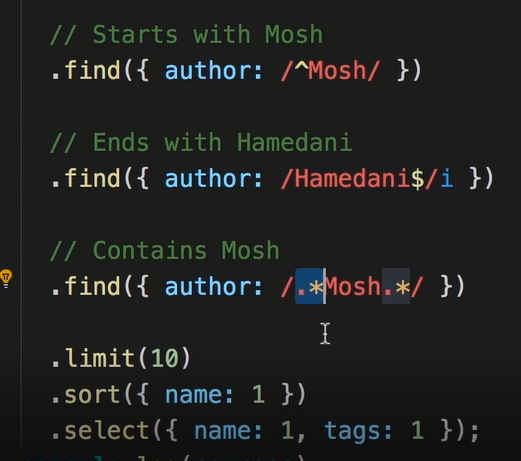 // Starts with Mosh
.find({ author: /^Mosh/ })
// Ends with Hamedani
.find({ author: /Hamedani$/i })
// Contains Mosh
.find({ author: /.*Mosh.*/ })
.limit(10)
.sort({ name: 1 })
.select({ name: 1, tags: 1 });